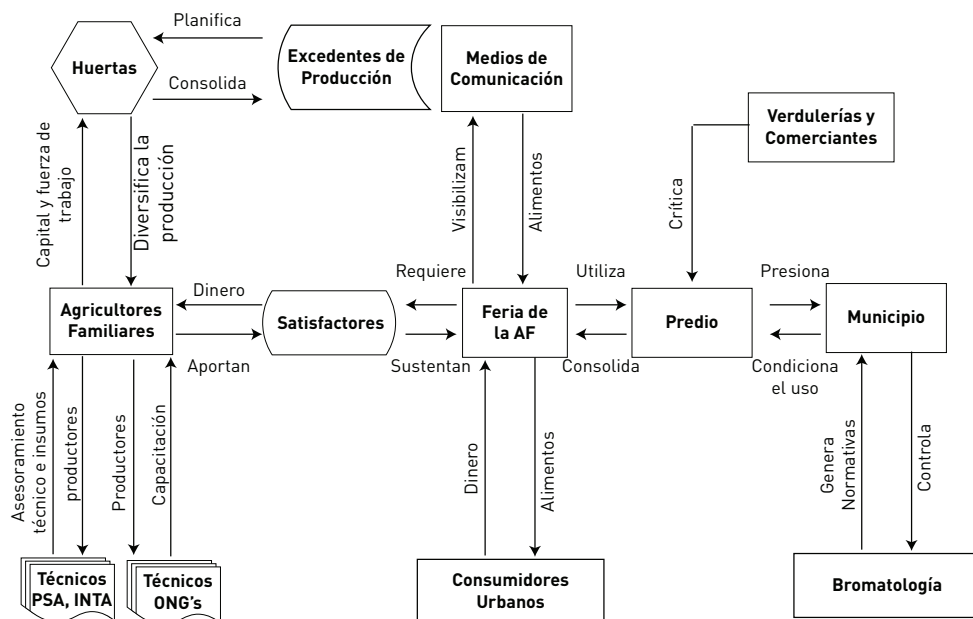 Planifica
Huertas
Excedentes de
Producción
Medios de
Comunicación
Consolida
Verdulerías y
Comerciantes
Capital y fuerza de
trabajo
Diversifica la
producción
Visibilizam
Alimentos
Crítica
Dinero
Requiere
Utiliza
Presiona
Agricultores
Familiares
Satisfactores
Feria de
la AF
Predio
Municipio
Aportan
Sustentan
Consolida
Condiciona
el uso
Asesoramiento
técnico e insumos
productores
Productores
Capacitación
Dinero
Alimentos
Genera
Normativas
Controla
Técnicos
PSA, INTA
Técnicos
ONG's
Consumidores
Urbanos
Bromatología